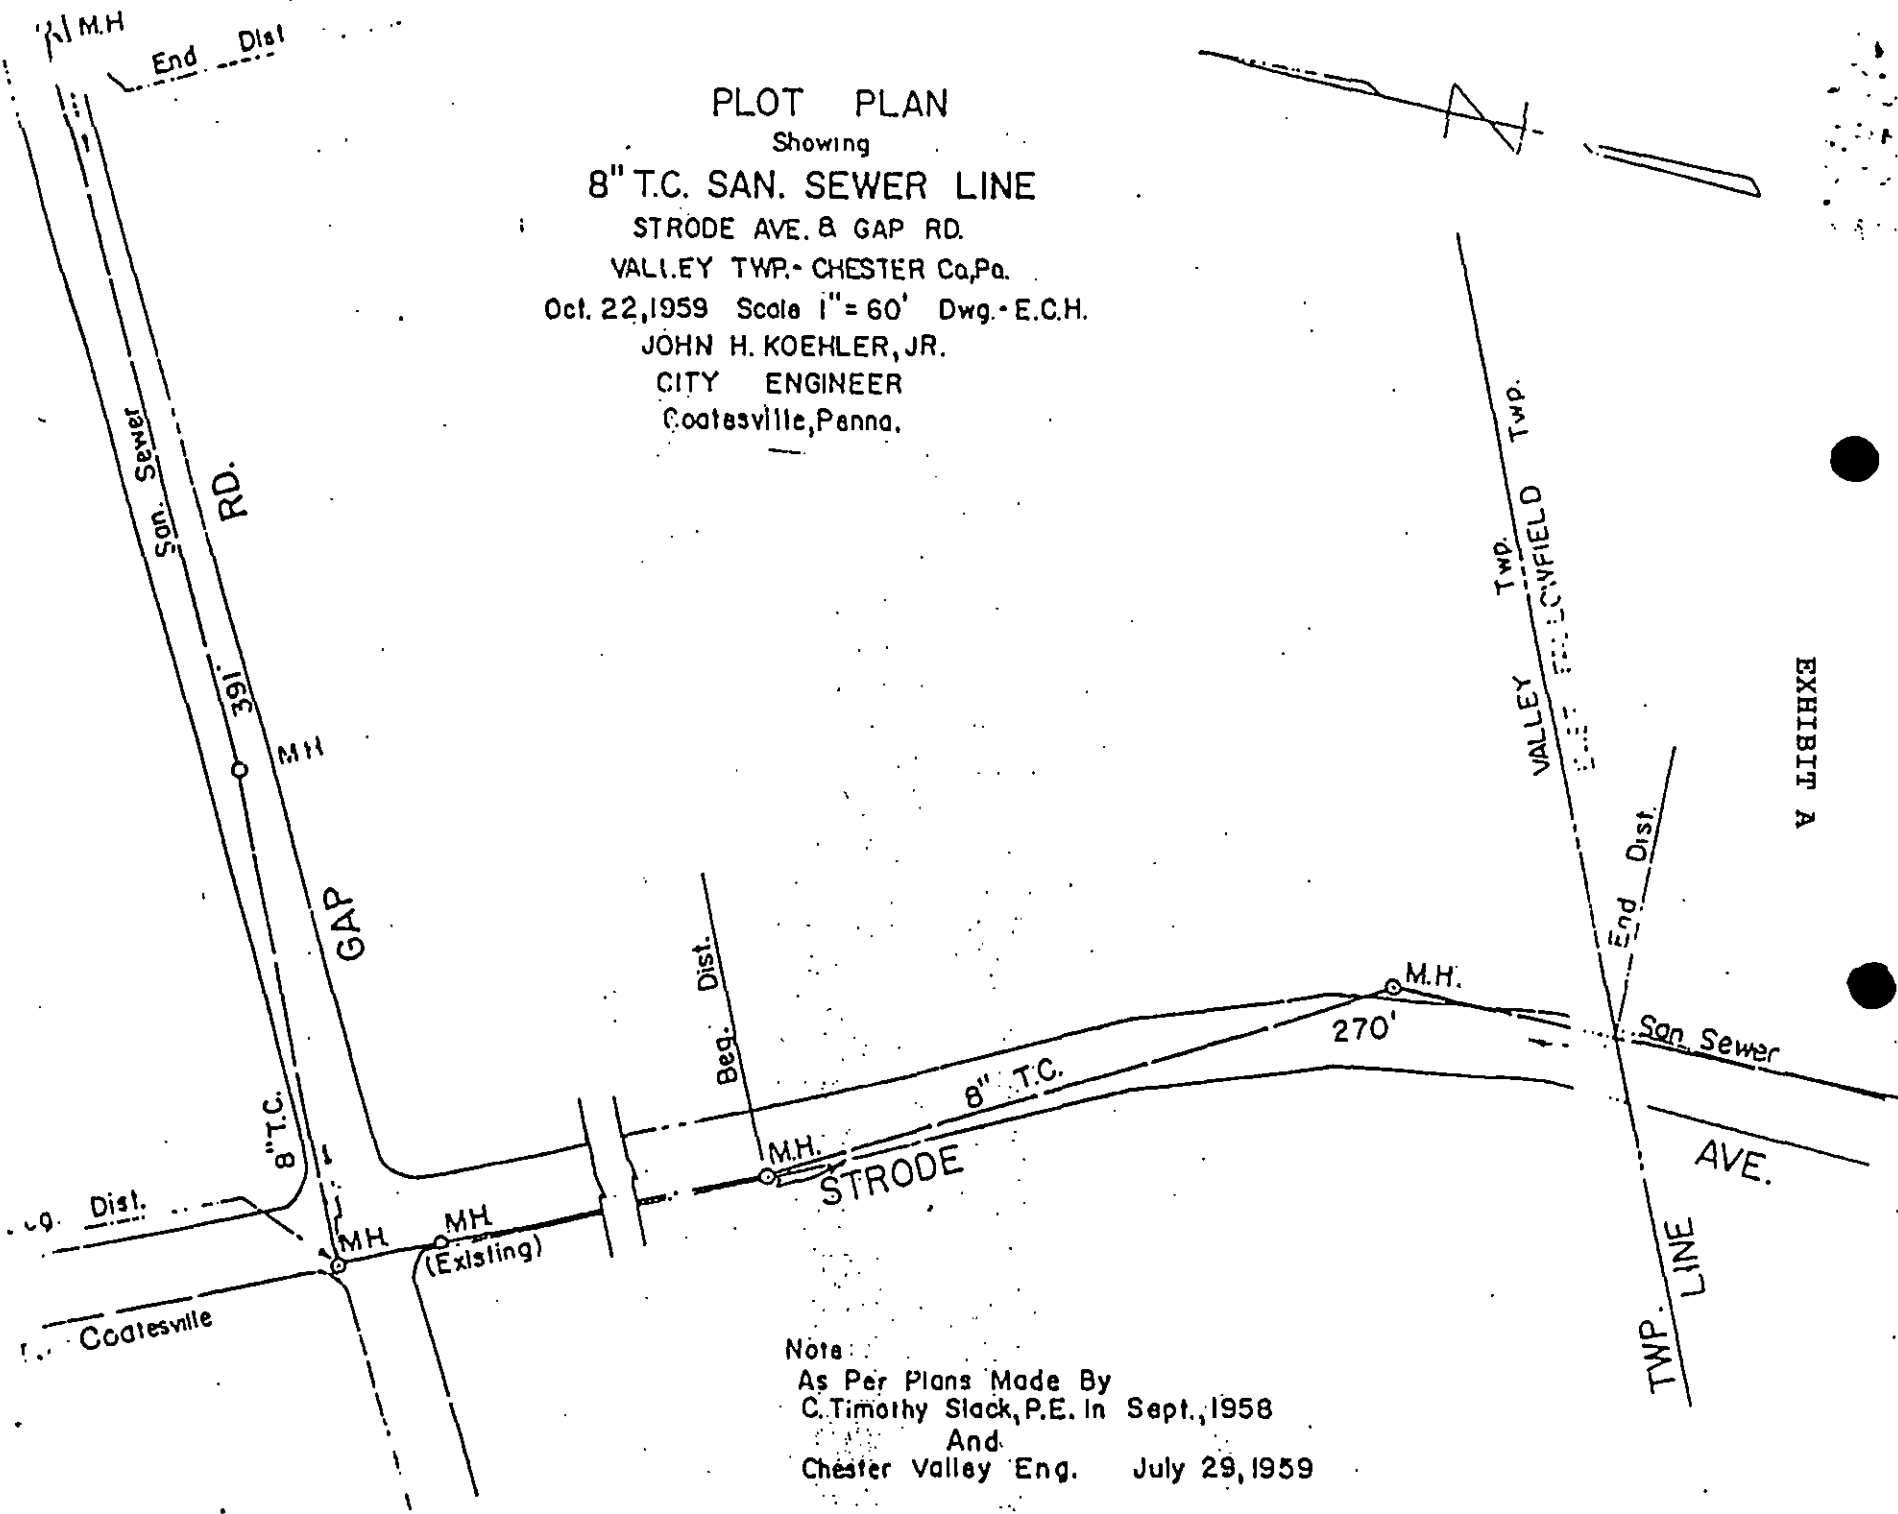 M.H
End Dist
PLOT PLAN
Showing
8" T.C. SAN. SEWER LINE
STRODE AVE. & GAP RD.
VALLEY TWP.- CHESTER Co,Pa.
Oct. 22,1959 Scale 1"= 60' Dwg.- E.C.H.
JOHN H. KOEHLER, JR.
CITY ENGINEER
Coatesville, Penna.
N
San. Sewer
RD.
391'
MH
GAP
8" T.C.
Dist.
MH.
MH.
(Existing)
Coatesville
Beg. Dist.
M.H.
STRODE
8" T.C.
270'
M.H.
VALLEY Twp.
FALLOWFIELD Twp.
End Dist.
San. Sewer
AVE.
TWP. LINE
EXHIBIT A
Note:
As Per Plans Made By
C. Timothy Slack, P.E. In Sept., 1958
And
Chester Valley Eng. July 29, 1959